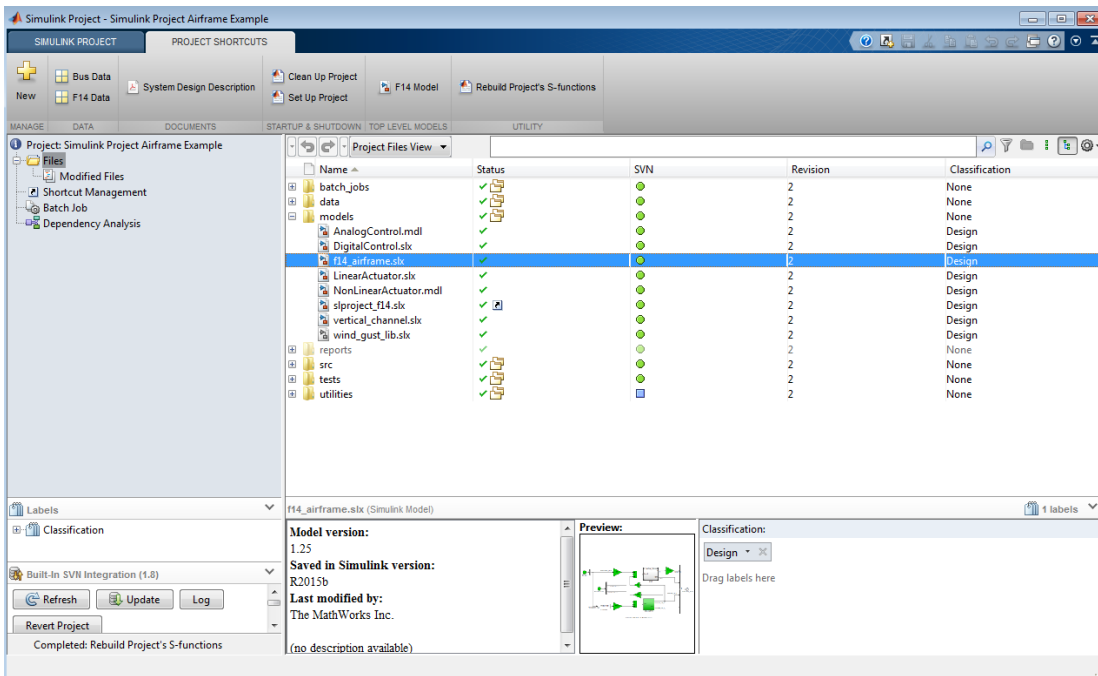 Simulink Project - Simulink Project Airframe Example
SIMULINK PROJECT PROJECT SHORTCUTS
New
Bus Data
F14 Data
System Design Description
Clean Up Project
Set Up Project
F14 Model
Rebuild Project's S-functions
MANAGE DATA DOCUMENTS STARTUP & SHUTDOWN TOP LEVEL MODELS UTILITY
Project: Simulink Project Airframe Example
Files
Modified Files
Shortcut Management
Batch Job
Dependency Analysis
Project Files View
Name Status SVN Revision Classification
batch_jobs 2 None
data 2 None
models 2 None
AnalogControl.mdl 2 Design
DigitalControl.slx 2 Design
f14_airframe.slx 2 Design
LinearActuator.slx 2 Design
NonLinearActuator.mdl 2 Design
slproject_f14.slx 2 Design
vertical_channel.slx 2 Design
wind_gust_lib.slx 2 Design
reports 2 None
src 2 None
tests 2 None
utilities 2 None
Labels
Classification
Built-In SVN Integration (1.8)
Refresh Update Log
Revert Project
Completed: Rebuild Project's S-functions
f14_airframe.slx (Simulink Model)
1 labels
Model version:
1.25
Saved in Simulink version:
R2015b
Last modified by:
The MathWorks Inc.
(no description available)
Preview:
Classification:
Design
Drag labels here